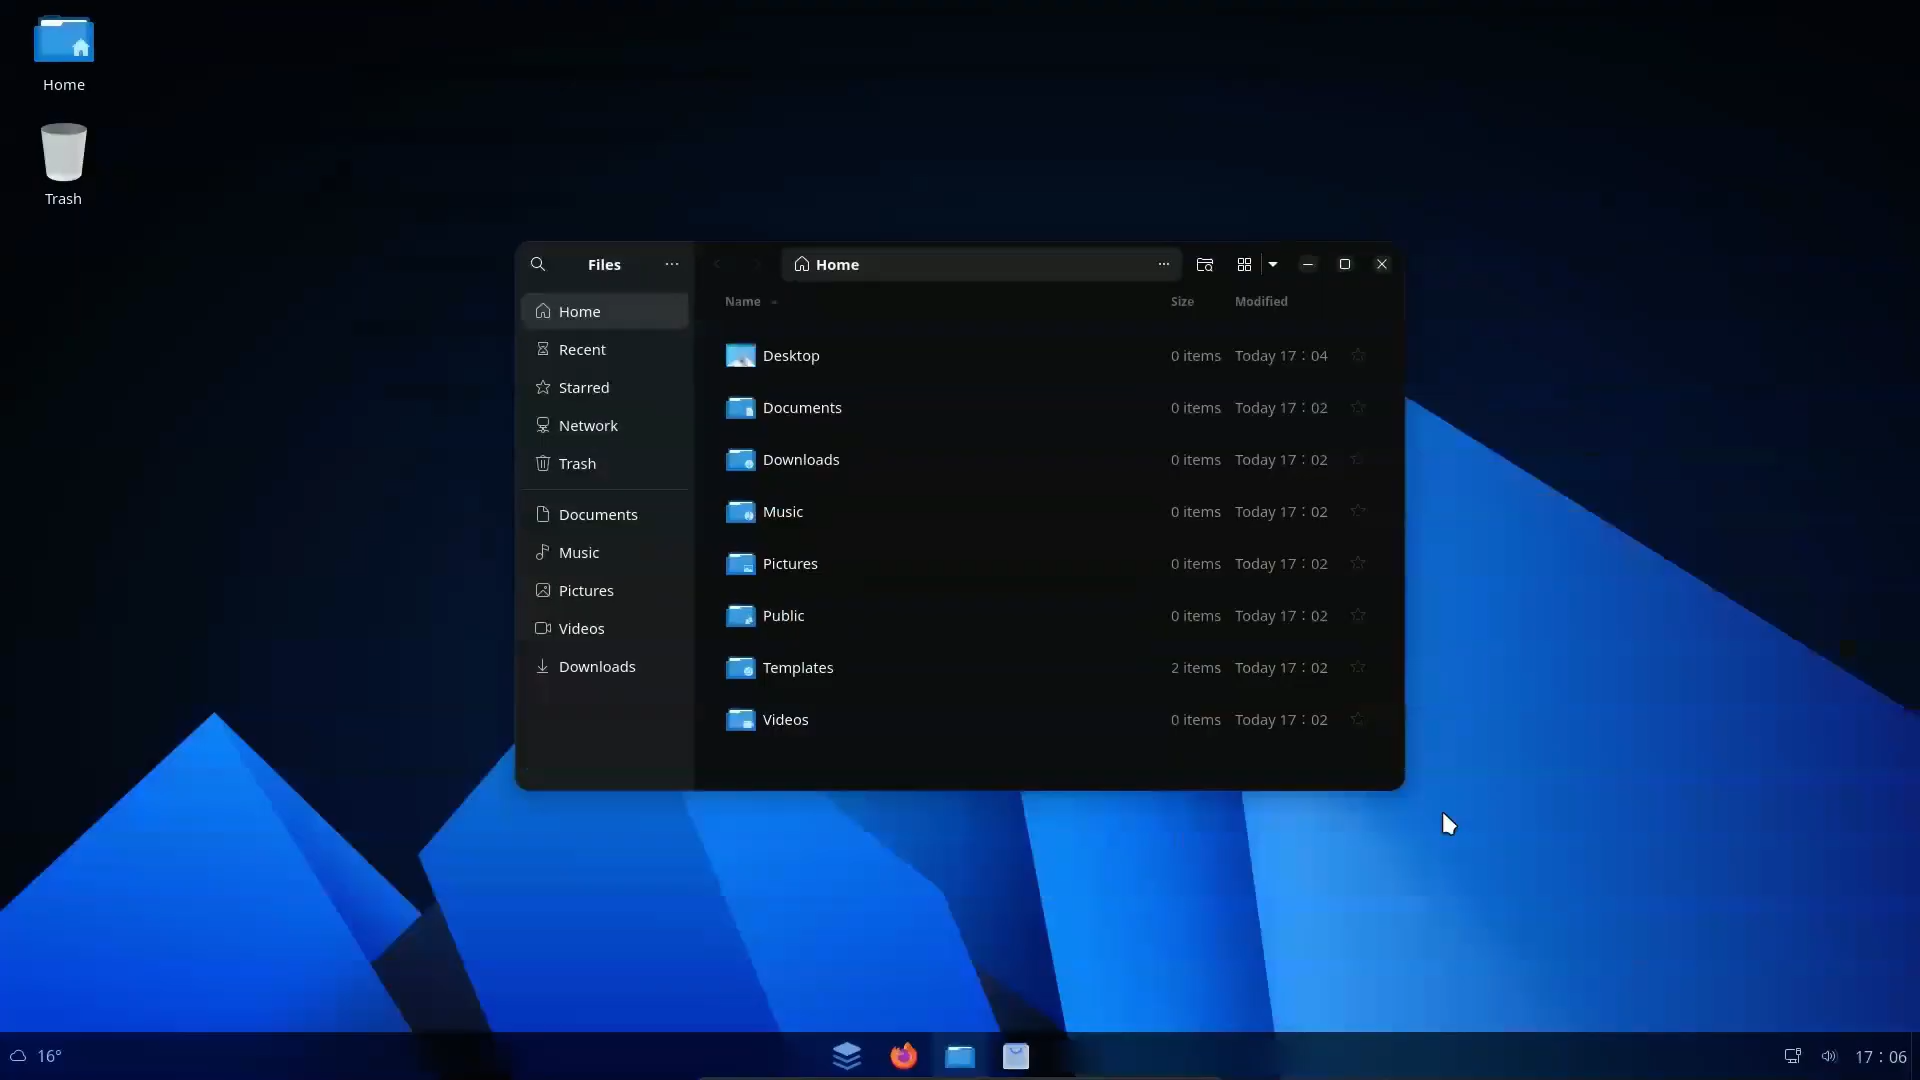 Home
Trash
Files
Home
Name
Size
Modified
Home
Recent
Starred
Network
Trash
Documents
Music
Pictures
Videos
Downloads
Desktop 0 items Today 17:04
Documents 0 items Today 17:02
Downloads 0 items Today 17:02
Music 0 items Today 17:02
Pictures 0 items Today 17:02
Public 0 items Today 17:02
Templates 2 items Today 17:02
Videos 0 items Today 17:02
16°
17:06